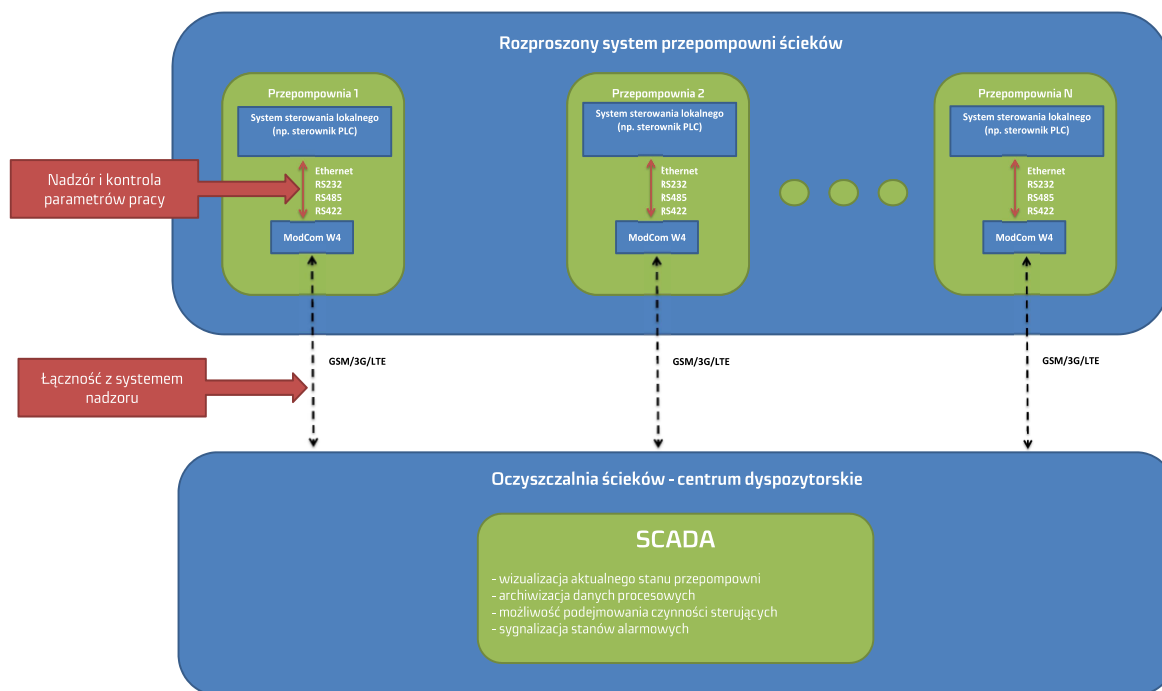 Rozproszony system przepompowni ścieków
Przepompownia 1
System sterowania lokalnego
(np. sterownik PLC)
Ethernet
RS232
RS485
RS422
ModCom W4
Przepompownia 2
System sterowania lokalnego
(np. sterownik PLC)
Ethernet
RS232
RS485
RS422
ModCom W4
Przepompownia N
System sterowania lokalnego
(np. sterownik PLC)
Ethernet
RS232
RS485
RS422
ModCom W4
Nadzór i kontrola
parametrów pracy
GSM/3G/LTE
GSM/3G/LTE
GSM/3G/LTE
Łączność z systemem
nadzoru
Oczyszczalnia ścieków - centrum dyspozytorskie
SCADA
- wizualizacja aktualnego stanu przepompowni
- archiwizacja danych procesowych
- możliwość podejmowania czynności sterujących
- sygnalizacja stanów alarmowych